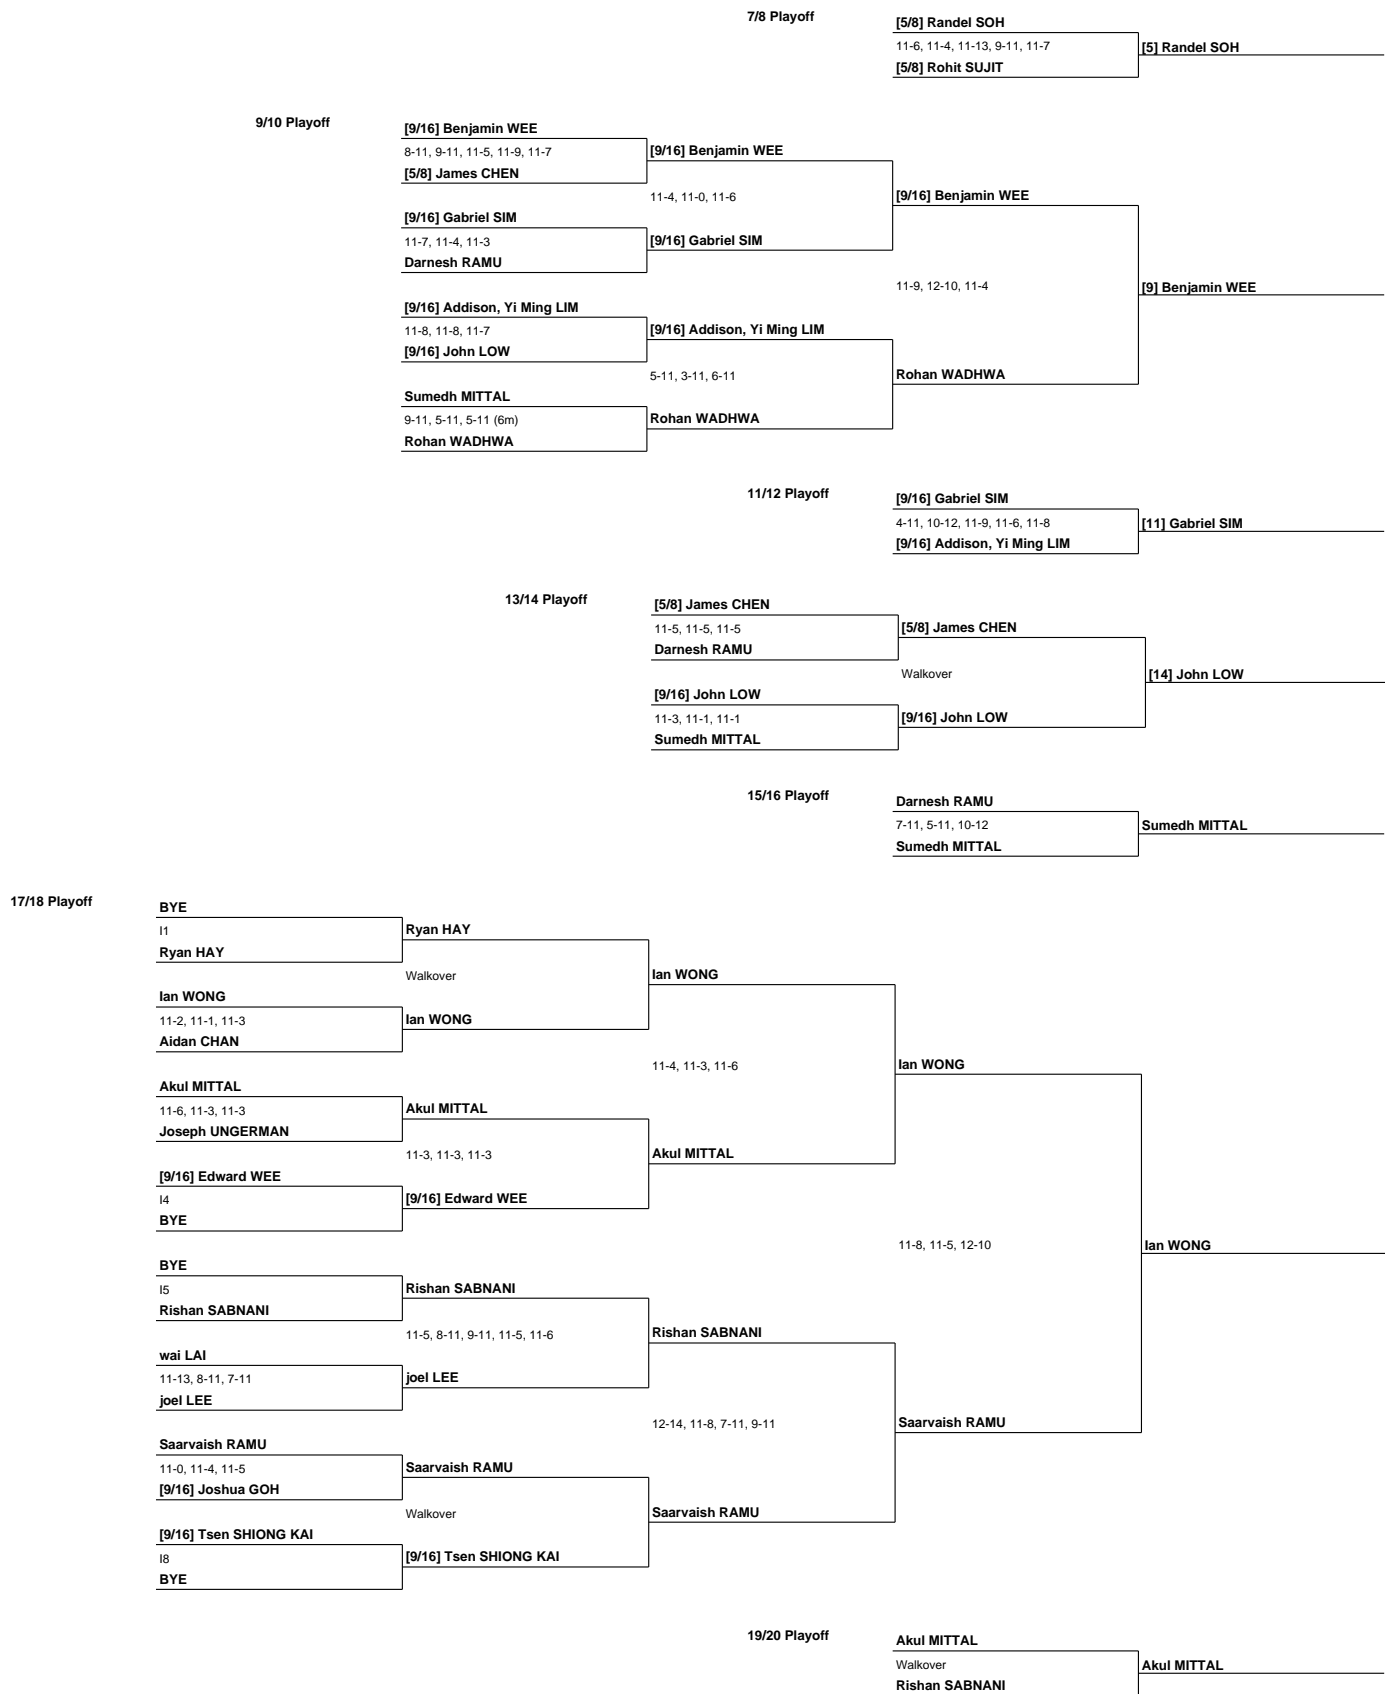 7/8 Playoff
[5/8] Randel SOH
11-6, 11-4, 11-13, 9-11, 11-7
[5] Randel SOH
[5/8] Rohit SUJIT
9/10 Playoff
[9/16] Benjamin WEE
8-11, 9-11, 11-5, 11-9, 11-7
[9/16] Benjamin WEE
[5/8] James CHEN
11-4, 11-0, 11-6
[9/16] Benjamin WEE
[9/16] Gabriel SIM
11-7, 11-4, 11-3
[9/16] Gabriel SIM
Darnesh RAMU
11-9, 12-10, 11-4
[9] Benjamin WEE
[9/16] Addison, Yi Ming LIM
11-8, 11-8, 11-7
[9/16] Addison, Yi Ming LIM
[9/16] John LOW
5-11, 3-11, 6-11
Rohan WADHWA
Sumedh MITTAL
9-11, 5-11, 5-11 (6m)
Rohan WADHWA
Rohan WADHWA
11/12 Playoff
[9/16] Gabriel SIM
4-11, 10-12, 11-9, 11-6, 11-8
[11] Gabriel SIM
[9/16] Addison, Yi Ming LIM
13/14 Playoff
[5/8] James CHEN
11-5, 11-5, 11-5
[5/8] James CHEN
Darnesh RAMU
Walkover
[14] John LOW
[9/16] John LOW
11-3, 11-1, 11-1
[9/16] John LOW
Sumedh MITTAL
15/16 Playoff
Darnesh RAMU
7-11, 5-11, 10-12
Sumedh MITTAL
Sumedh MITTAL
17/18 Playoff
BYE
I1
Ryan HAY
Ryan HAY
Walkover
Ian WONG
Ian WONG
11-2, 11-1, 11-3
Ian WONG
Aidan CHAN
11-4, 11-3, 11-6
Ian WONG
Akul MITTAL
11-6, 11-3, 11-3
Akul MITTAL
Joseph UNGERMAN
11-3, 11-3, 11-3
Akul MITTAL
[9/16] Edward WEE
I4
[9/16] Edward WEE
BYE
11-8, 11-5, 12-10
Ian WONG
BYE
I5
Rishan SABNANI
Rishan SABNANI
11-5, 8-11, 9-11, 11-5, 11-6
Rishan SABNANI
wai LAI
11-13, 8-11, 7-11
joel LEE
joel LEE
12-14, 11-8, 7-11, 9-11
Saarvaish RAMU
Saarvaish RAMU
11-0, 11-4, 11-5
Saarvaish RAMU
[9/16] Joshua GOH
Walkover
Saarvaish RAMU
[9/16] Tsen SHIONG KAI
I8
[9/16] Tsen SHIONG KAI
BYE
19/20 Playoff
Akul MITTAL
Walkover
Akul MITTAL
Rishan SABNANI